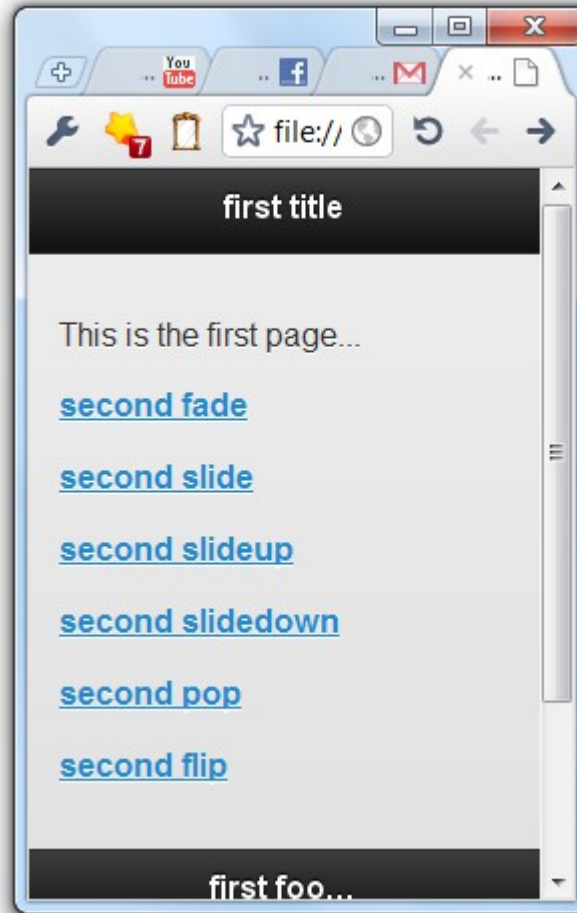 x
... You Tube .. f .. M × ...
7 file://
first title
This is the first page...
second fade
second slide
second slideup
second slidedown
second pop
second flip
first foo...